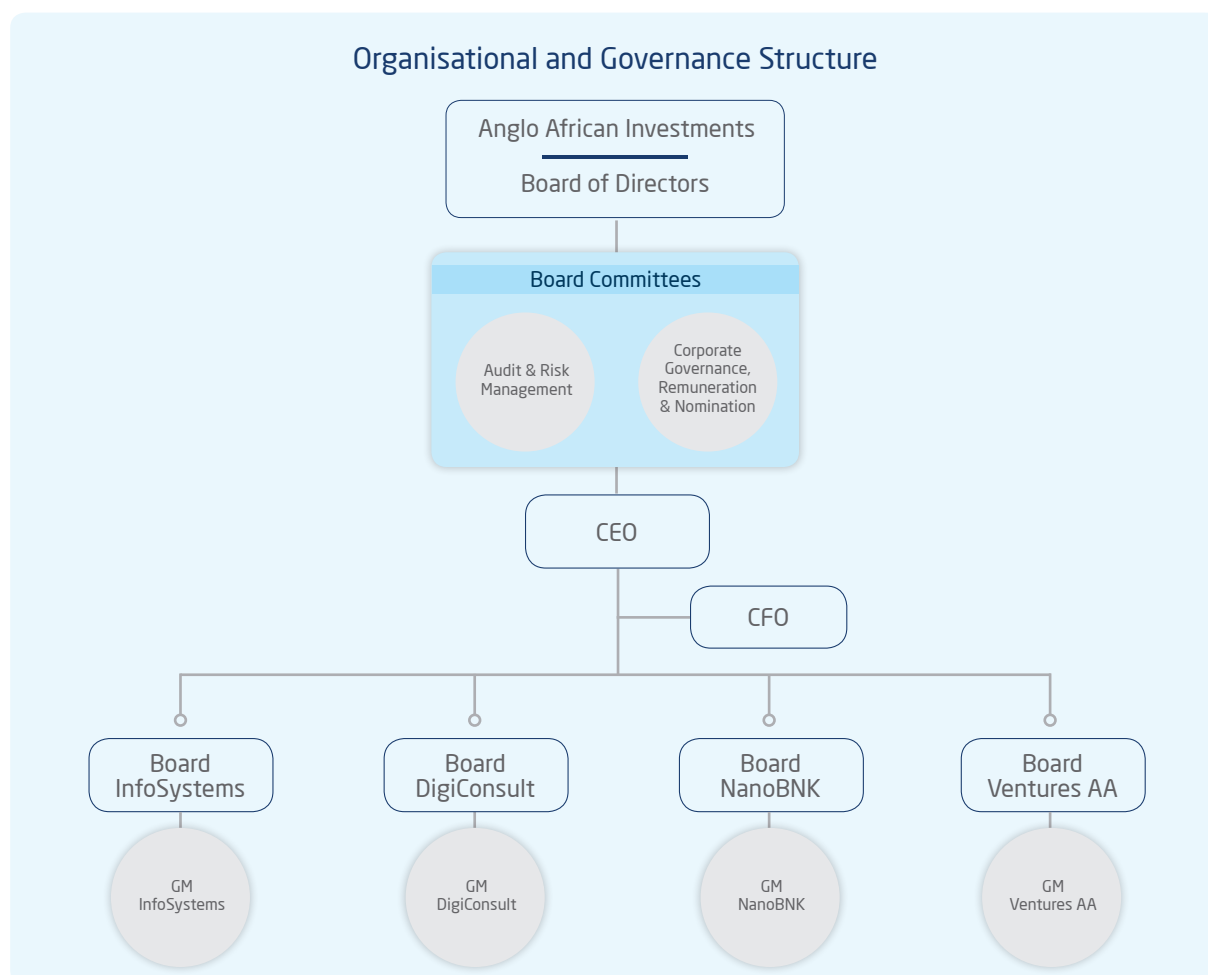 Organisational and Governance Structure
Anglo African Investments
Board of Directors
Board Committees
Audit & Risk
Management
Corporate
Governance,
Remuneration
& Nomination
CEO
CFO
Board
InfoSystems
Board
DigiConsult
Board
NanoBNK
Board
Ventures AA
GM
InfoSystems
GM
DigiConsult
GM
NanoBNK
GM
Ventures AA